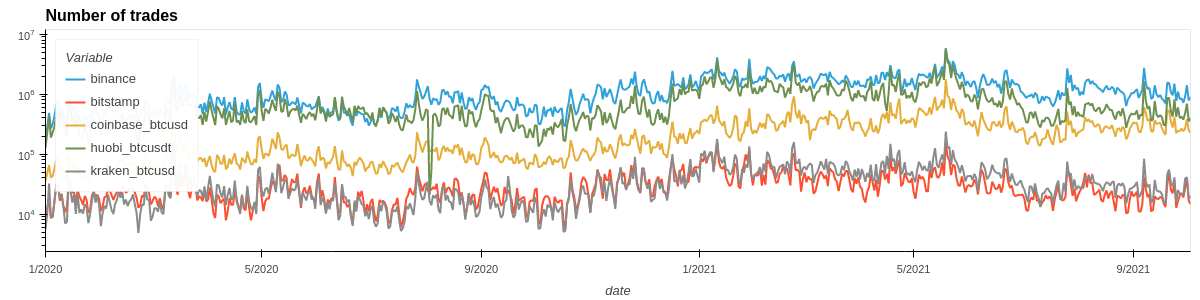 Number of trades
10⁷
10⁶
10⁵
10⁴
Variable
binance
bitstamp
coinbase_btcusd
huobi_btcusdt
kraken_btcusd
1/2020
5/2020
9/2020
1/2021
5/2021
9/2021
date